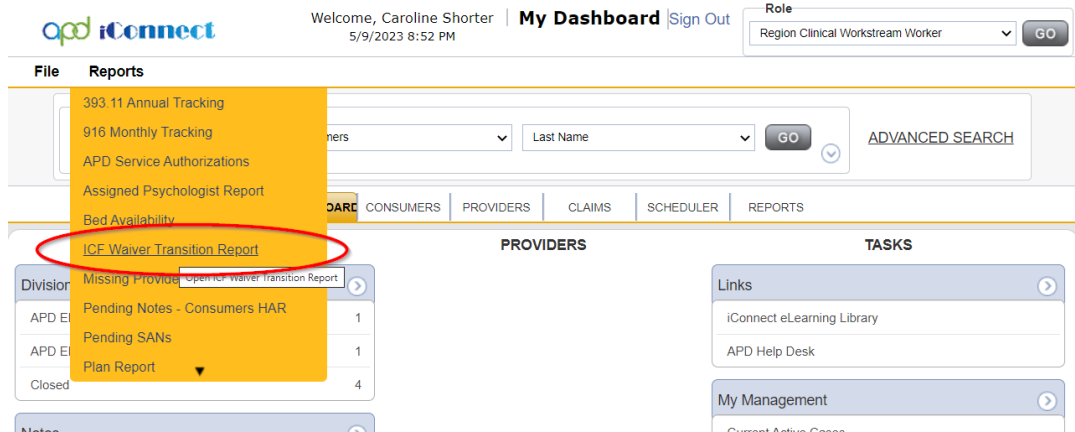 apd iConnect
Welcome, Caroline Shorter
5/9/2023 8:52 PM
My Dashboard
Sign Out
Role
Region Clinical Workstream Worker
GO
File
Reports
393.11 Annual Tracking
916 Monthly Tracking
APD Service Authorizations
Assigned Psychologist Report
Bed Availability
ICF Waiver Transition Report
Missing Provide
Open ICF Waiver Transition Report
Pending Notes - Consumers HAR
Pending SANs
Plan Report
mers
Last Name
GO
ADVANCED SEARCH
OARD
CONSUMERS
PROVIDERS
CLAIMS
SCHEDULER
REPORTS
PROVIDERS
TASKS
Division
APD E
1
APD E
1
Closed
4
Notes
Links
iConnect eLearning Library
APD Help Desk
My Management
Current Active Cases